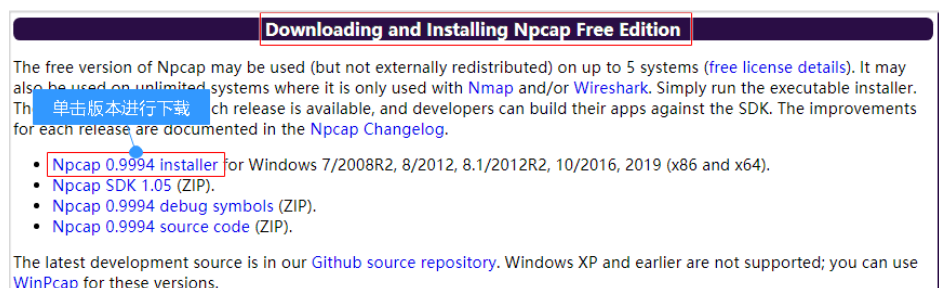 Downloading and Installing Npcap Free Edition
The free version of Npcap may be used (but not externally redistributed) on up to 5 systems (free license details). It may
also be used on unlimited systems where it is only used with Nmap and/or Wireshark. Simply run the executable installer.
单击版本进行下载
ch release is available, and developers can build their apps against the SDK. The improvements
for each release are documented in the Npcap Changelog.
• Npcap 0.9994 installer for Windows 7/2008R2, 8/2012, 8.1/2012R2, 10/2016, 2019 (x86 and x64).
• Npcap SDK 1.05 (ZIP).
• Npcap 0.9994 debug symbols (ZIP).
• Npcap 0.9994 source code (ZIP).
The latest development source is in our Github source repository. Windows XP and earlier are not supported; you can use
WinPcap for these versions.